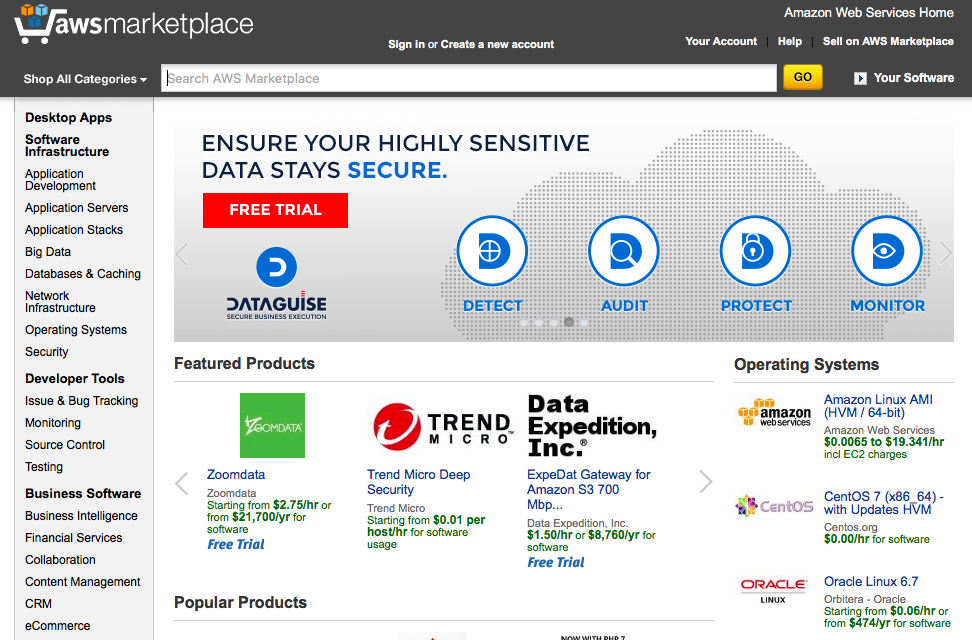 awsmarketplace
Amazon Web Services Home
Sign in or Create a new account
Your Account | Help | Sell on AWS Marketplace
Shop All Categories
Search AWS Marketplace
GO
Your Software
Desktop Apps
Software
Infrastructure
Application
Development
Application Servers
Application Stacks
Big Data
Databases & Caching
Network
Infrastructure
Operating Systems
Security
Developer Tools
Issue & Bug Tracking
Monitoring
Source Control
Testing
Business Software
Business Intelligence
Financial Services
Collaboration
Content Management
CRM
eCommerce
ENSURE YOUR HIGHLY SENSITIVE
DATA STAYS SECURE.
FREE TRIAL
DATAGUISE
SECURE BUSINESS EXECUTION
DETECT
AUDIT
PROTECT
MONITOR
Featured Products
ZOOMDATA
Zoomdata
Zoomdata
Starting from $2.75/hr or
from $21,700/yr for
software
Free Trial
TREND
MICRO
Trend Micro Deep
Security
Trend Micro
Starting from $0.01 per
host/hr for software
usage
Data
Expedition,
Inc.®
ExpeDat Gateway for
Amazon S3 700
Mbp...
Data Expedition, Inc.
$1.50/hr or $8,760/yr for
software
Free Trial
Popular Products
NOW WITH PHP 7
Operating Systems
amazon
web services
Amazon Linux AMI
(HVM / 64-bit)
Amazon Web Services
$0.0065 to $19.341/hr
incl EC2 charges
CentOS
CentOS 7 (x86_64) -
with Updates HVM
Centos.org
$0.00/hr for software
ORACLE
LINUX
Oracle Linux 6.7
Orbitera - Oracle
Starting from $0.06/hr or
from $474/yr for software